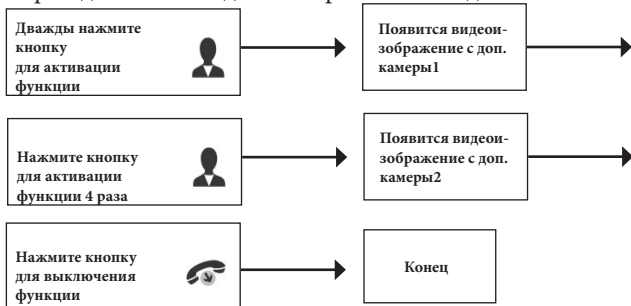 Дважды нажмите
кнопку
для активации
функции
Появится видеои-
зображение с доп.
камеры1
Нажмите кнопку
для активации
функции 4 раза
Появится видеои-
зображение с доп.
камеры2
Нажмите кнопку
для выключения
функции
Конец